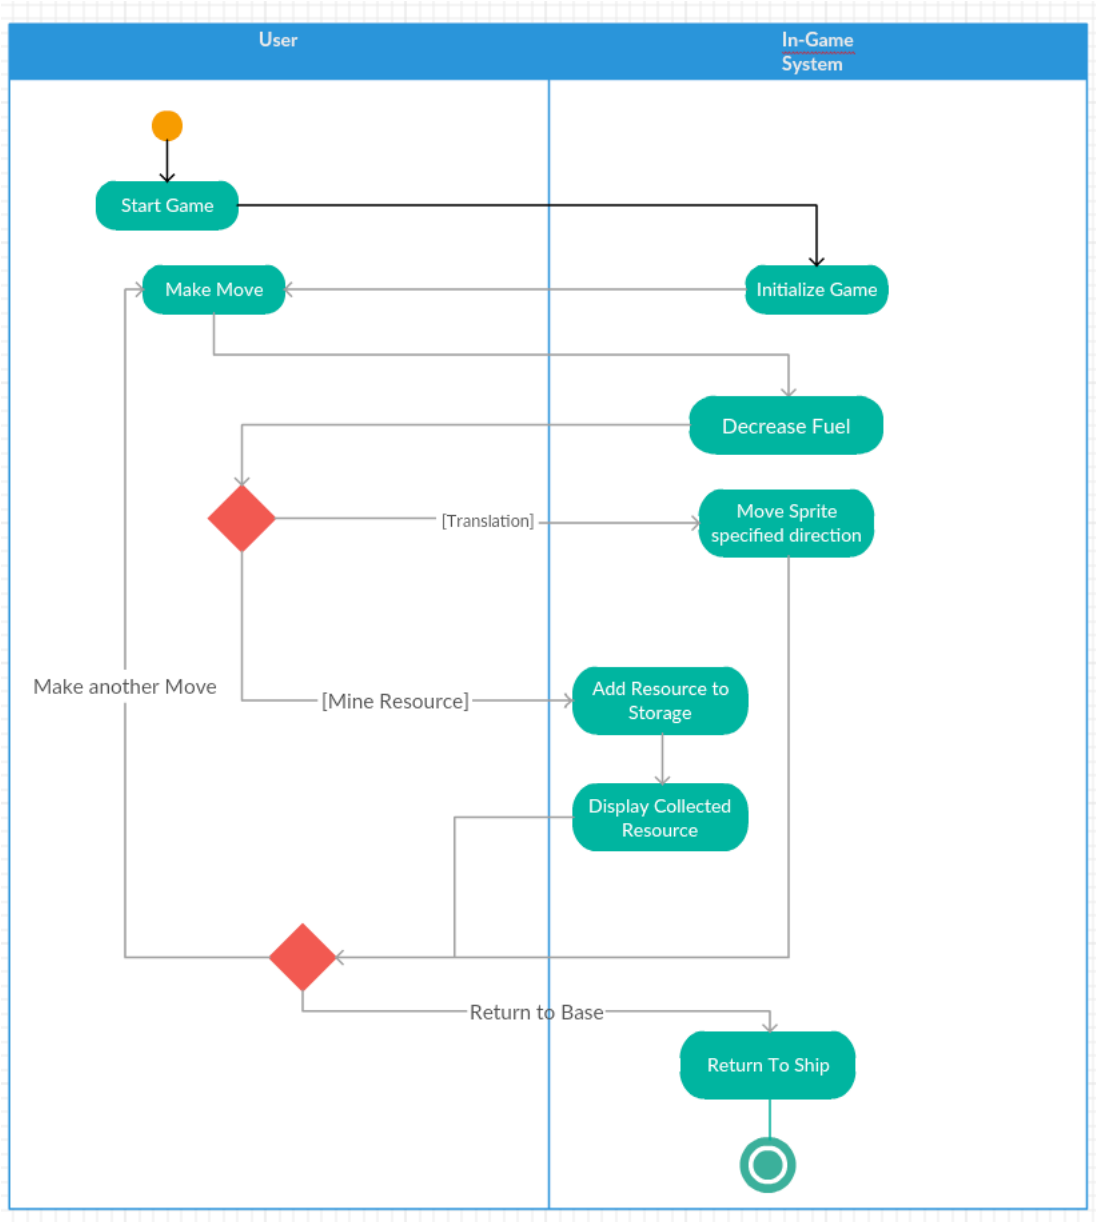 User
In-Game
System
Start Game
Make Move
Initialize Game
Decrease Fuel
[Translation]
Move Sprite
specified direction
Make another Move
[Mine Resource]
Add Resource to
Storage
Display Collected
Resource
Return to Base
Return To Ship